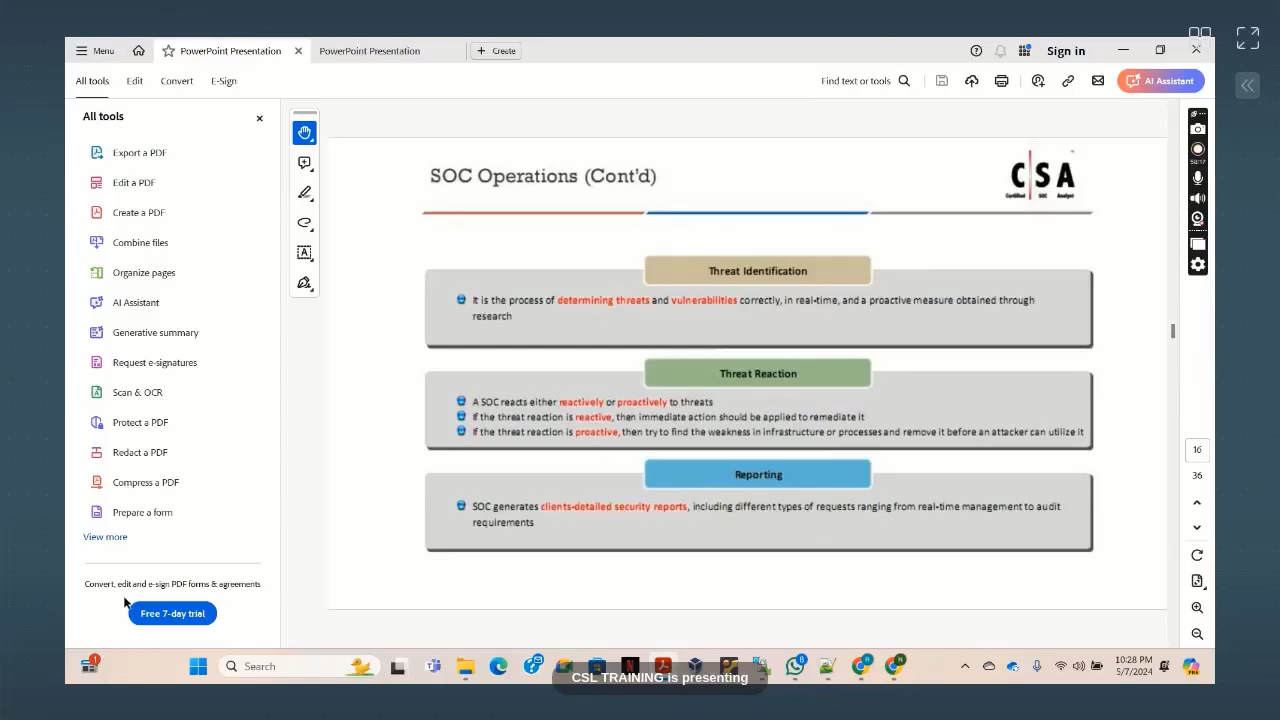 Menu
PowerPoint Presentation
PowerPoint Presentation
Create
Sign in
All tools
Edit
Convert
E-Sign
Find text or tools
AI Assistant
All tools
Export a PDF
Edit a PDF
Create a PDF
Combine files
Organize pages
AI Assistant
Generative summary
Request e-signatures
Scan & OCR
Protect a PDF
Redact a PDF
Compress a PDF
Prepare a form
View more
Convert, edit and e-sign PDF forms & agreements
Free 7-day trial
SOC Operations (Cont'd)
CSA
Certified SOC Analyst
Threat Identification
It is the process of determining threats and vulnerabilities correctly, in real-time, and a proactive measure obtained through
research
Threat Reaction
A SOC reacts either reactively or proactively to threats
If the threat reaction is reactive, then immediate action should be applied to remediate it
If the threat reaction is proactive, then try to find the weakness in infrastructure or processes and remove it before an attacker can utilize it
Reporting
SOC generates clients-detailed security reports, including different types of requests ranging from real-time management to audit
requirements
16
36
Search
10:28 PM
5/7/2024
CSL TRAINING is presenting